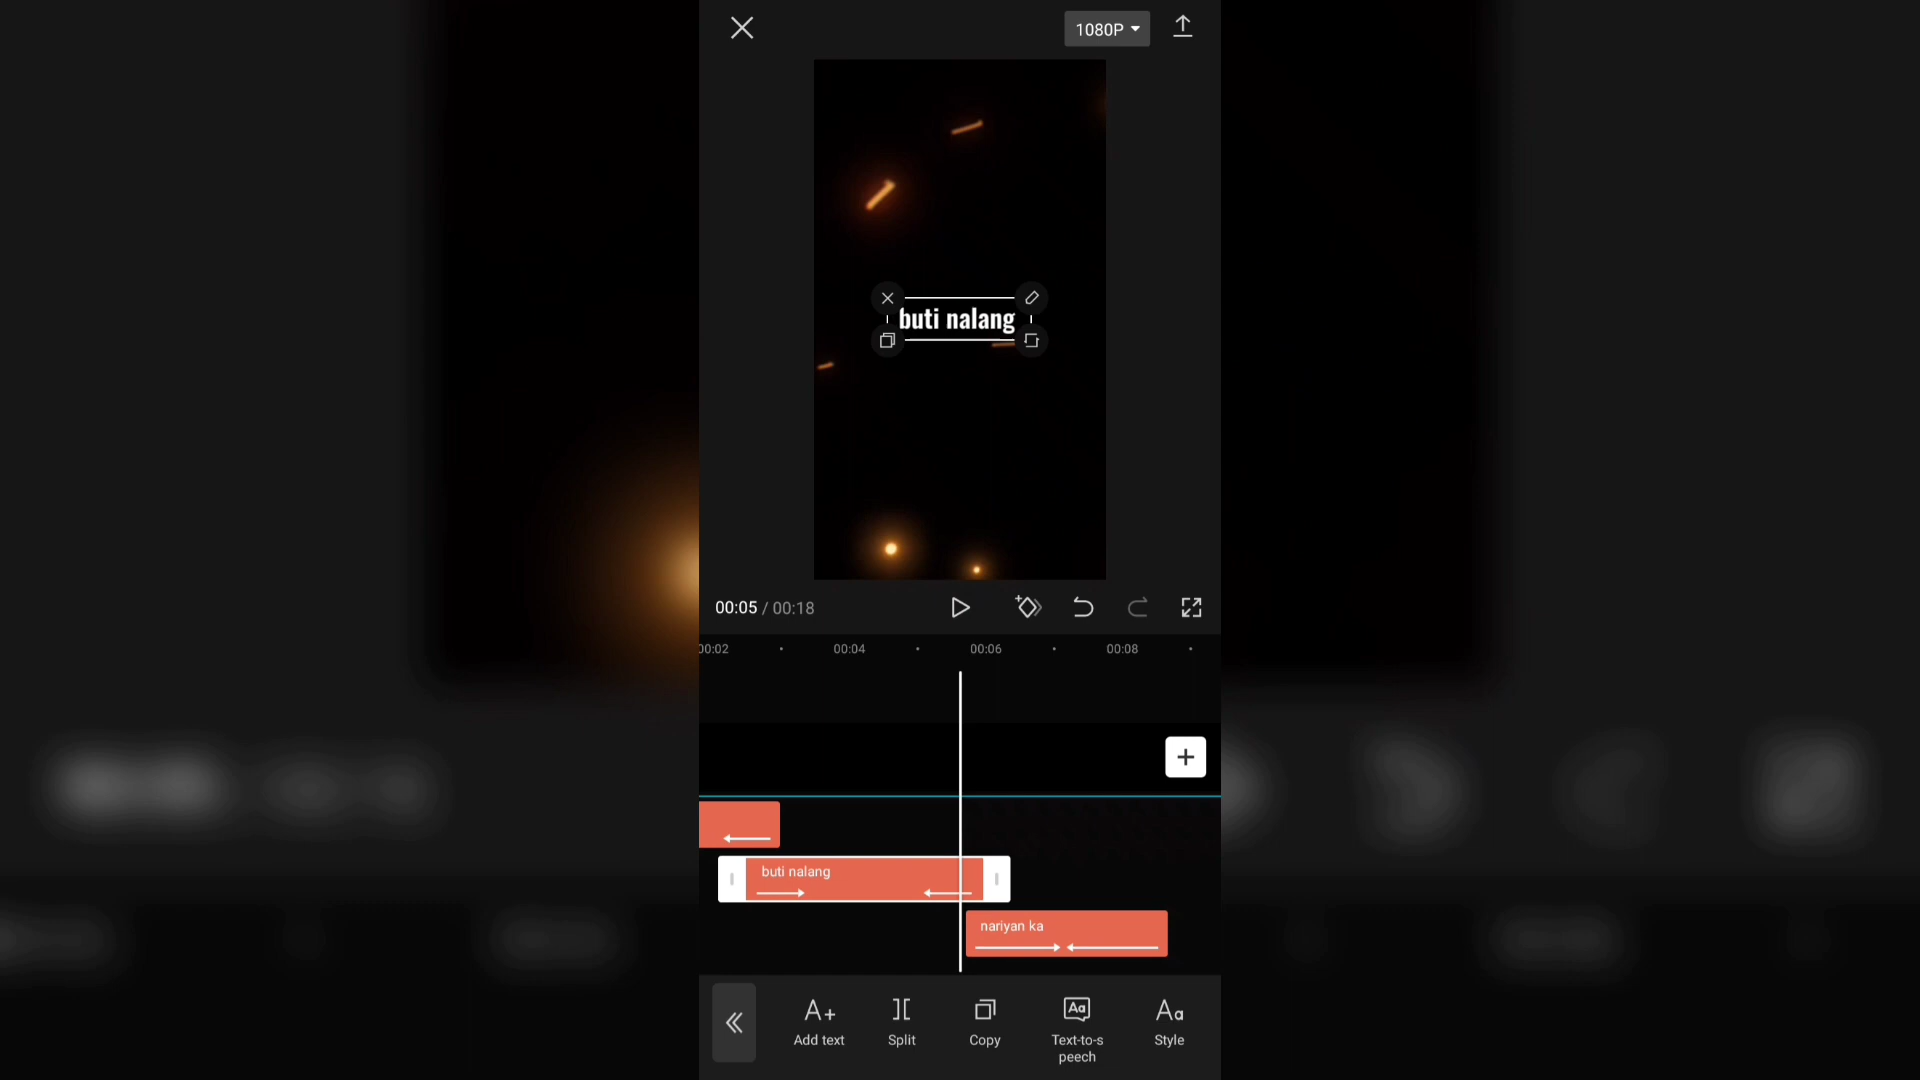 1080P
buti nalang
00:05 / 00:18
00:02 00:04 00:06 00:08
buti nalang
nariyan ka
Add text Split Copy Text-to-s Style
peech